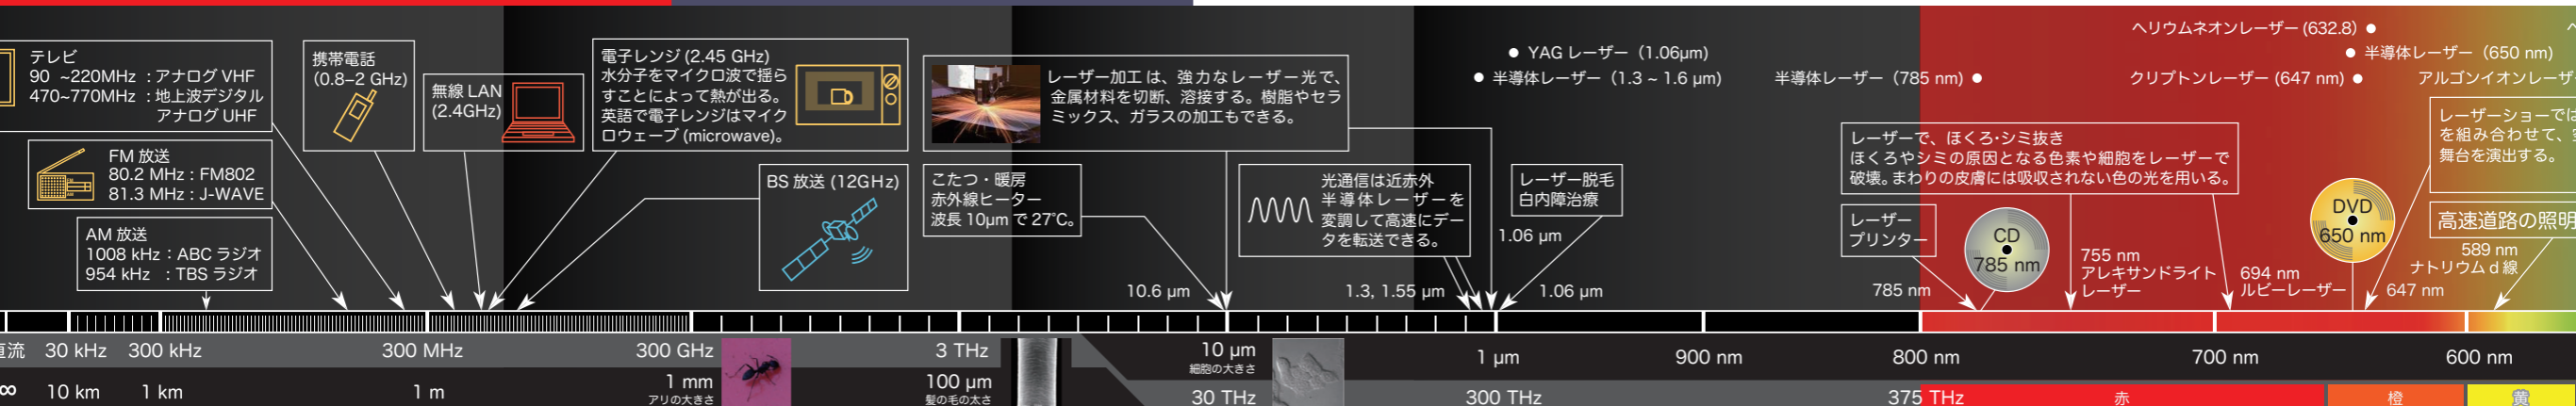 テレビ
90 ~220MHz : アナログ VHF
470~770MHz : 地上波デジタル
アナログ UHF
FM 放送
80.2 MHz : FM802
81.3 MHz : J-WAVE
AM 放送
1008 kHz : ABC ラジオ
954 kHz : TBS ラジオ
携帯電話
(0.8–2 GHz)
無線 LAN
(2.4GHz)
電子レンジ (2.45 GHz)
水分子をマイクロ波で揺ら
すことによって熱が出る。
英語で電子レンジはマイク
ロウェーブ (microwave)。
BS 放送 (12GHz)
レーザー加工 は、強力なレーザー光で、
金属材料を切断、溶接する。樹脂やセラ
ミックス、ガラスの加工もできる。
こたつ・暖房
赤外線ヒーター
波長 10μm で 27℃。
光通信は近赤外
半導体レーザーを
変調して高速にデー
タを転送できる。
レーザー脱毛
白内障治療
● YAG レーザー (1.06μm)
● 半導体レーザー (1.3 ~ 1.6 μm)
半導体レーザー (785 nm) ●
ヘリウムネオンレーザー (632.8) ●
● 半導体レーザー (650 nm)
クリプトンレーザー (647 nm) ●
アルゴンイオンレーザ
レーザーで、ほくろ・シミ抜き
ほくろやシミの原因となる色素や細胞をレーザーで
破壊。まわりの皮膚には吸収されない色の光を用いる。
レーザー
プリンター
CD
785 nm
755 nm
アレキサンドライト
レーザー
694 nm
ルビーレーザー
DVD
650 nm
レーザーショーでは
を組み合わせて、
舞台を演出する。
高速道路の照明
589 nm
ナトリウム d 線
647 nm
10.6 μm
1.3, 1.55 μm
1.06 μm
1.06 μm
785 nm
直流 30 kHz 300 kHz 300 MHz 300 GHz 3 THz 10 μm 1 μm 900 nm 800 nm 700 nm 600 nm
細胞の大きさ
∞ 10 km 1 km 1 m 1 mm 100 μm 30 THz 300 THz 375 THz 赤 橙 黄
アリの大きさ 髪の毛の太さ